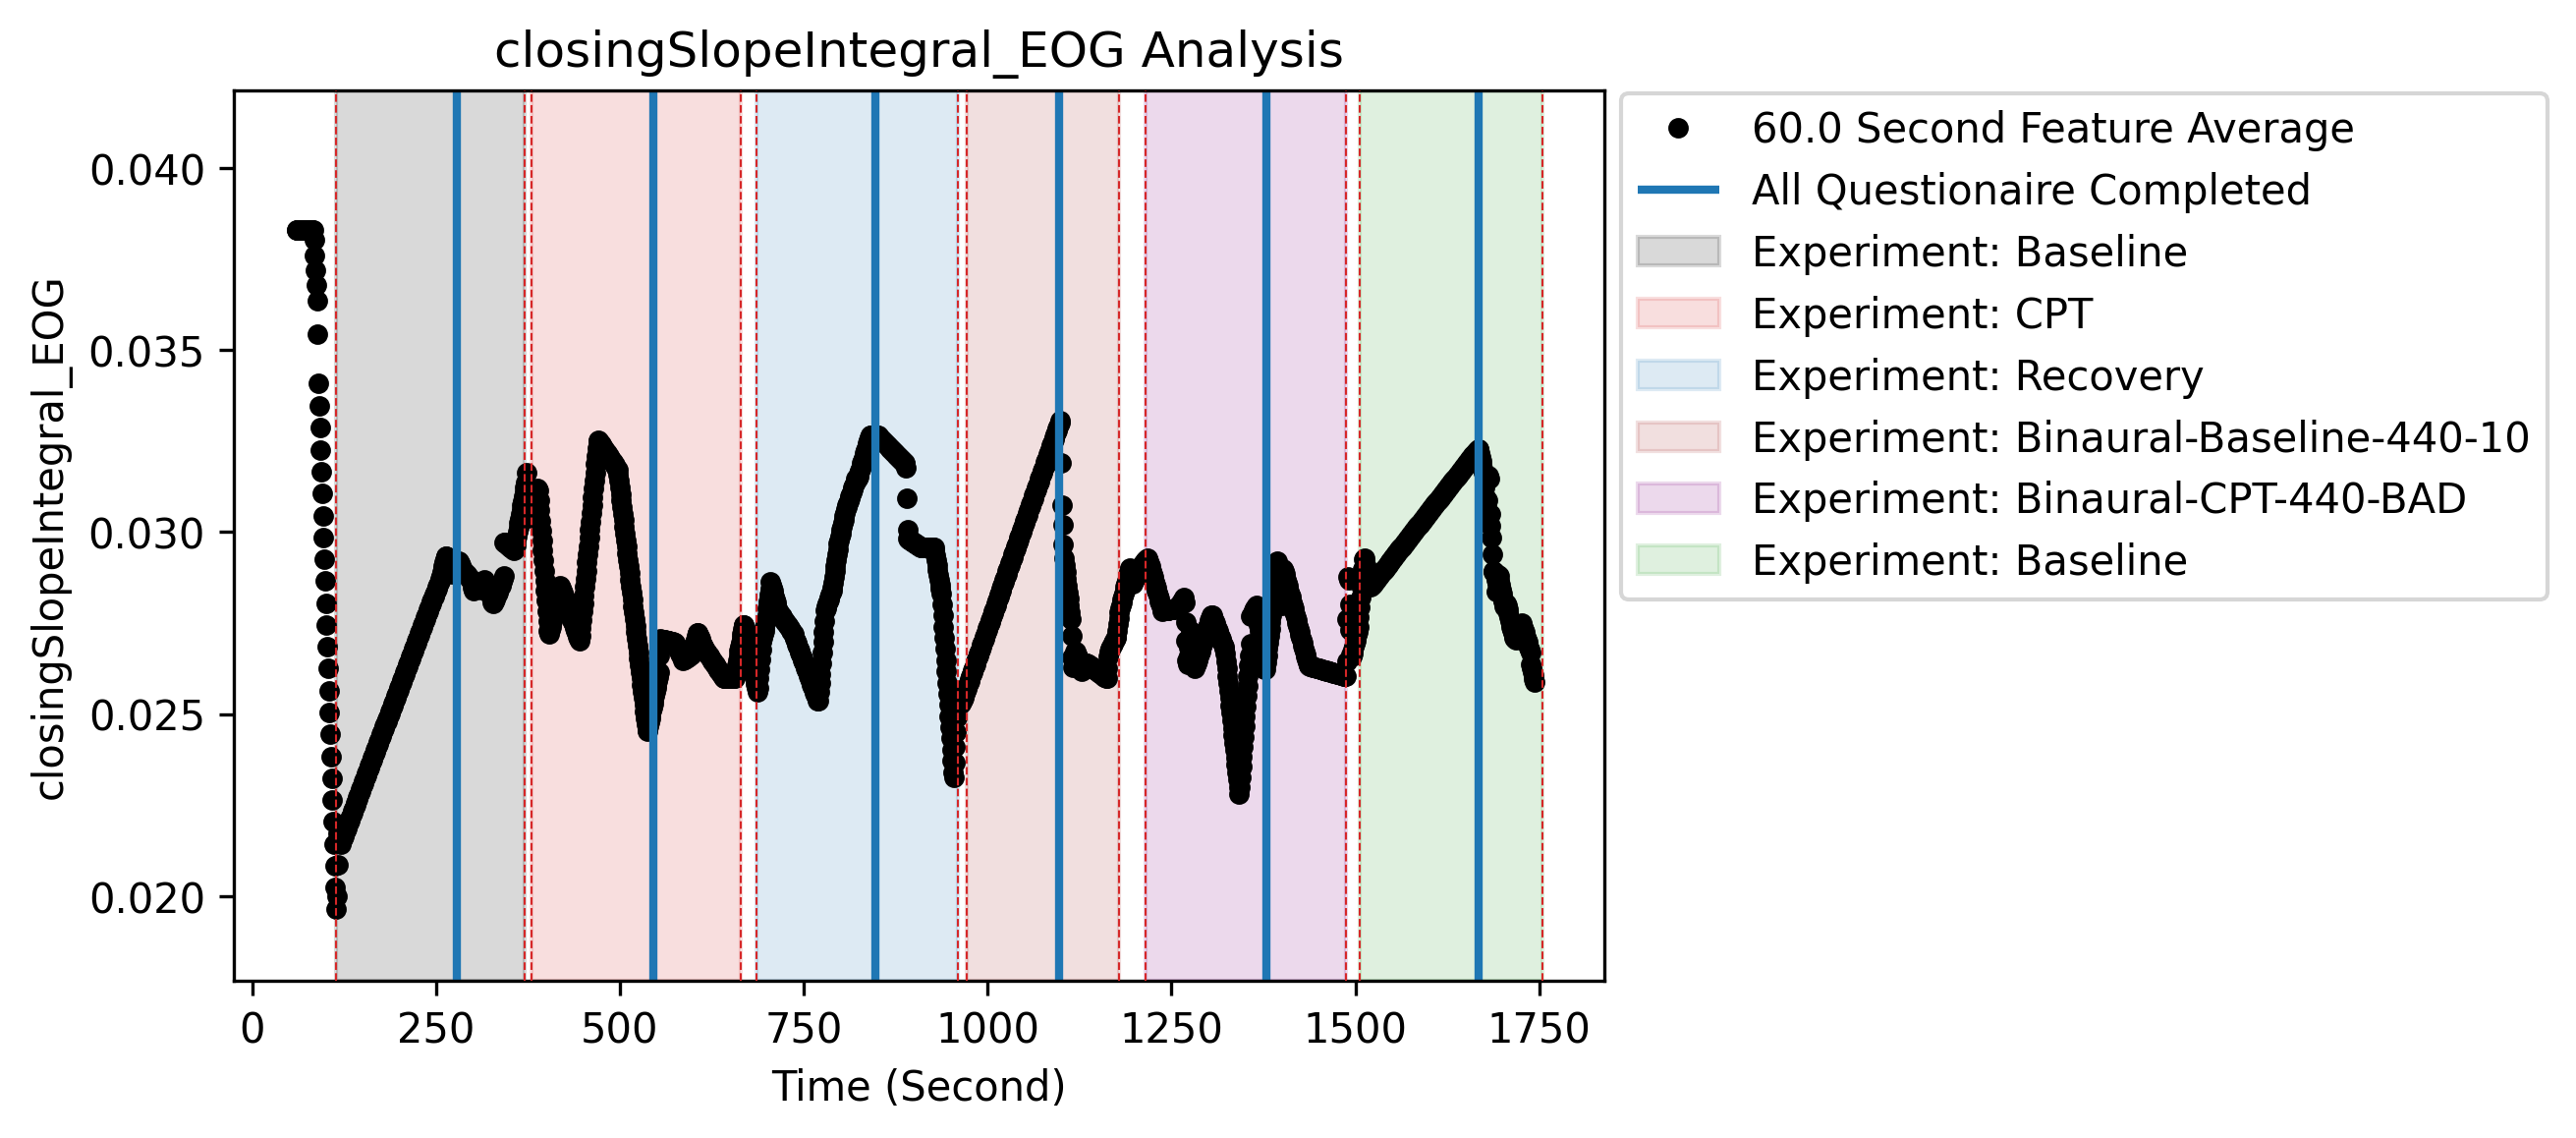 closingSlopeIntegral_EOG Analysis
closingSlopeIntegral_EOG
0.040
0.035
0.030
0.025
0.020
0
250
500
750
1000
1250
1500
1750
Time (Second)
60.0 Second Feature Average
All Questionaire Completed
Experiment: Baseline
Experiment: CPT
Experiment: Recovery
Experiment: Binaural-Baseline-440-10
Experiment: Binaural-CPT-440-BAD
Experiment: Baseline